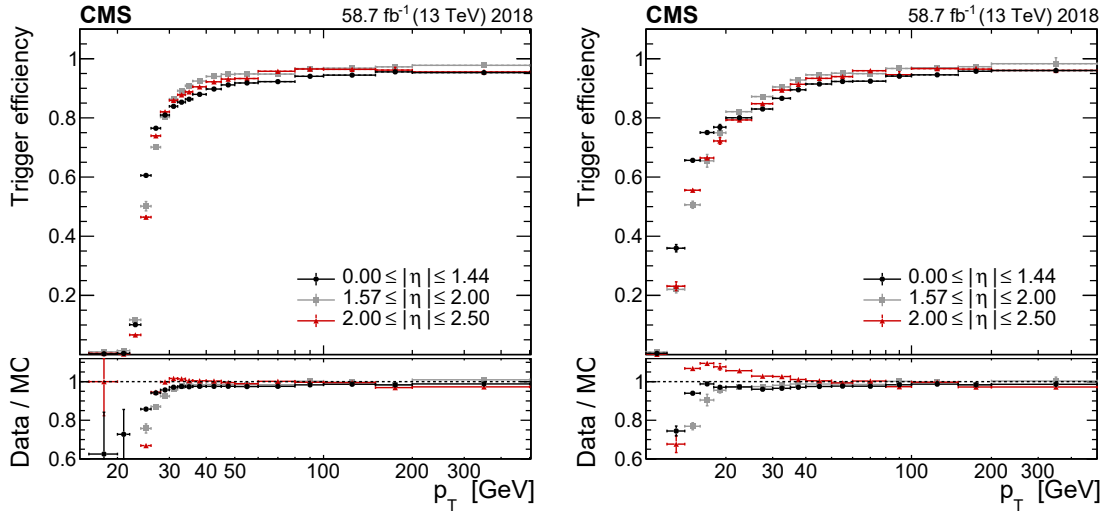 CMS 58.7 fb⁻¹ (13 TeV) 2018
Trigger efficiency
1
0.8
0.6
0.4
0.2
0.00 ≤ |η| ≤ 1.44
1.57 ≤ |η| ≤ 2.00
2.00 ≤ |η| ≤ 2.50
Data / MC
1
0.8
0.6
20 30 40 50 100 200 300
p_T [GeV]
CMS 58.7 fb⁻¹ (13 TeV) 2018
Trigger efficiency
1
0.8
0.6
0.4
0.2
0.00 ≤ |η| ≤ 1.44
1.57 ≤ |η| ≤ 2.00
2.00 ≤ |η| ≤ 2.50
Data / MC
1
0.8
0.6
20 30 40 100 200 300
p_T [GeV]